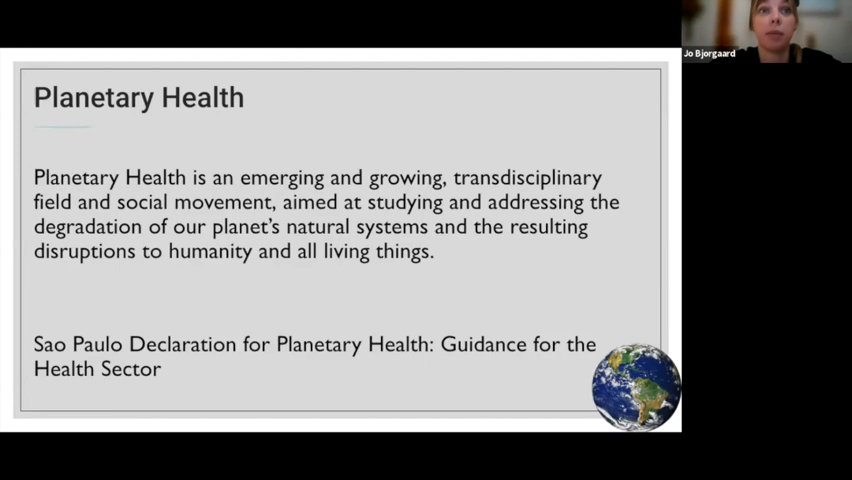 Jo Bjorgaard
Planetary Health
Planetary Health is an emerging and growing, transdisciplinary
field and social movement, aimed at studying and addressing the
degradation of our planet's natural systems and the resulting
disruptions to humanity and all living things.
Sao Paulo Declaration for Planetary Health: Guidance for the
Health Sector